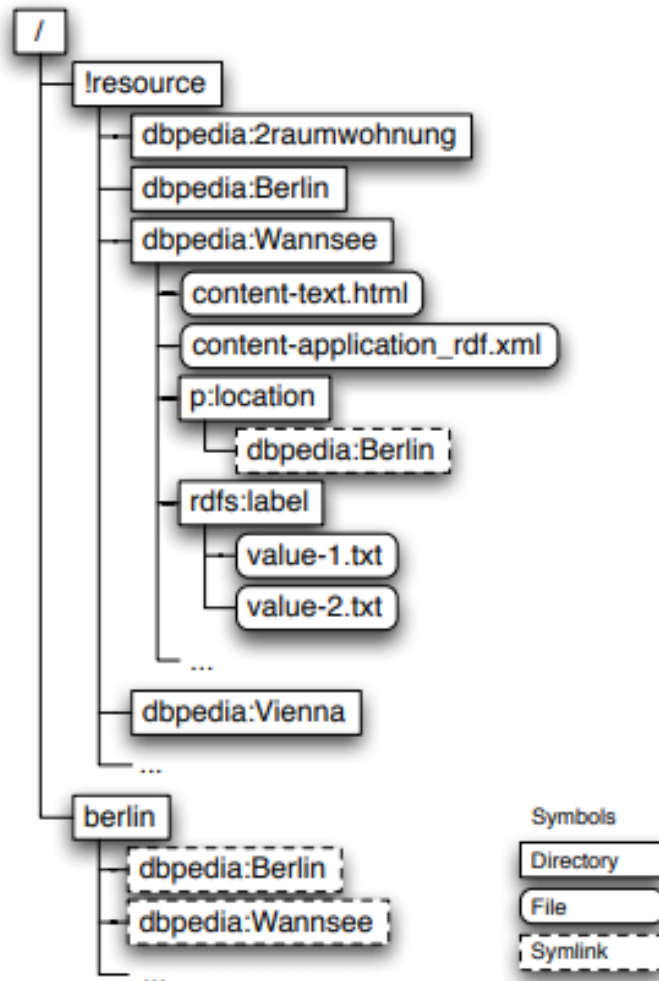 /
!resource
dbpedia:2raumwohnung
dbpedia:Berlin
dbpedia:Wannsee
content-text.html
content-application_rdf.xml
p:location
dbpedia:Berlin
rdfs:label
value-1.txt
value-2.txt
...
dbpedia:Vienna
...
berlin
dbpedia:Berlin
dbpedia:Wannsee
...
Symbols
Directory
File
Symlink